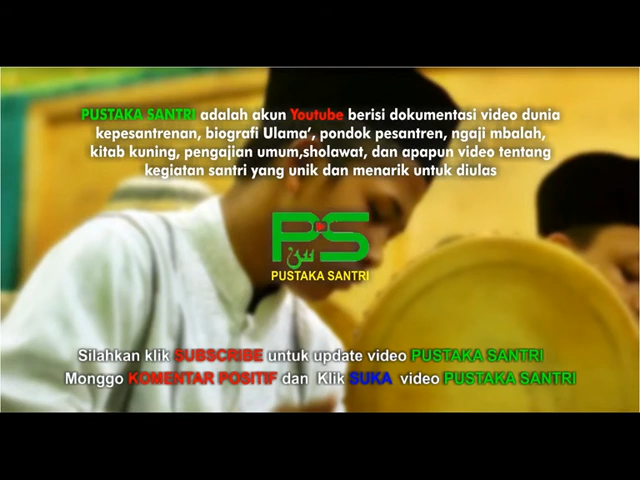 PUSTAKA SANTRI adalah akun Youtube berisi dokumentasi video dunia
kepesantrenan, biografi Ulama', pondok pesantren, ngaji mbalah,
kitab kuning, pengajian umum,sholawat, dan apapun video tentang
kegiatan santri yang unik dan menarik untuk diulas
PS
PUSTAKA SANTRI
Silahkan klik SUBSCRIBE untuk update video PUSTAKA SANTRI
Monggo KOMENTAR POSITIF dan Klik SUKA video PUSTAKA SANTRI